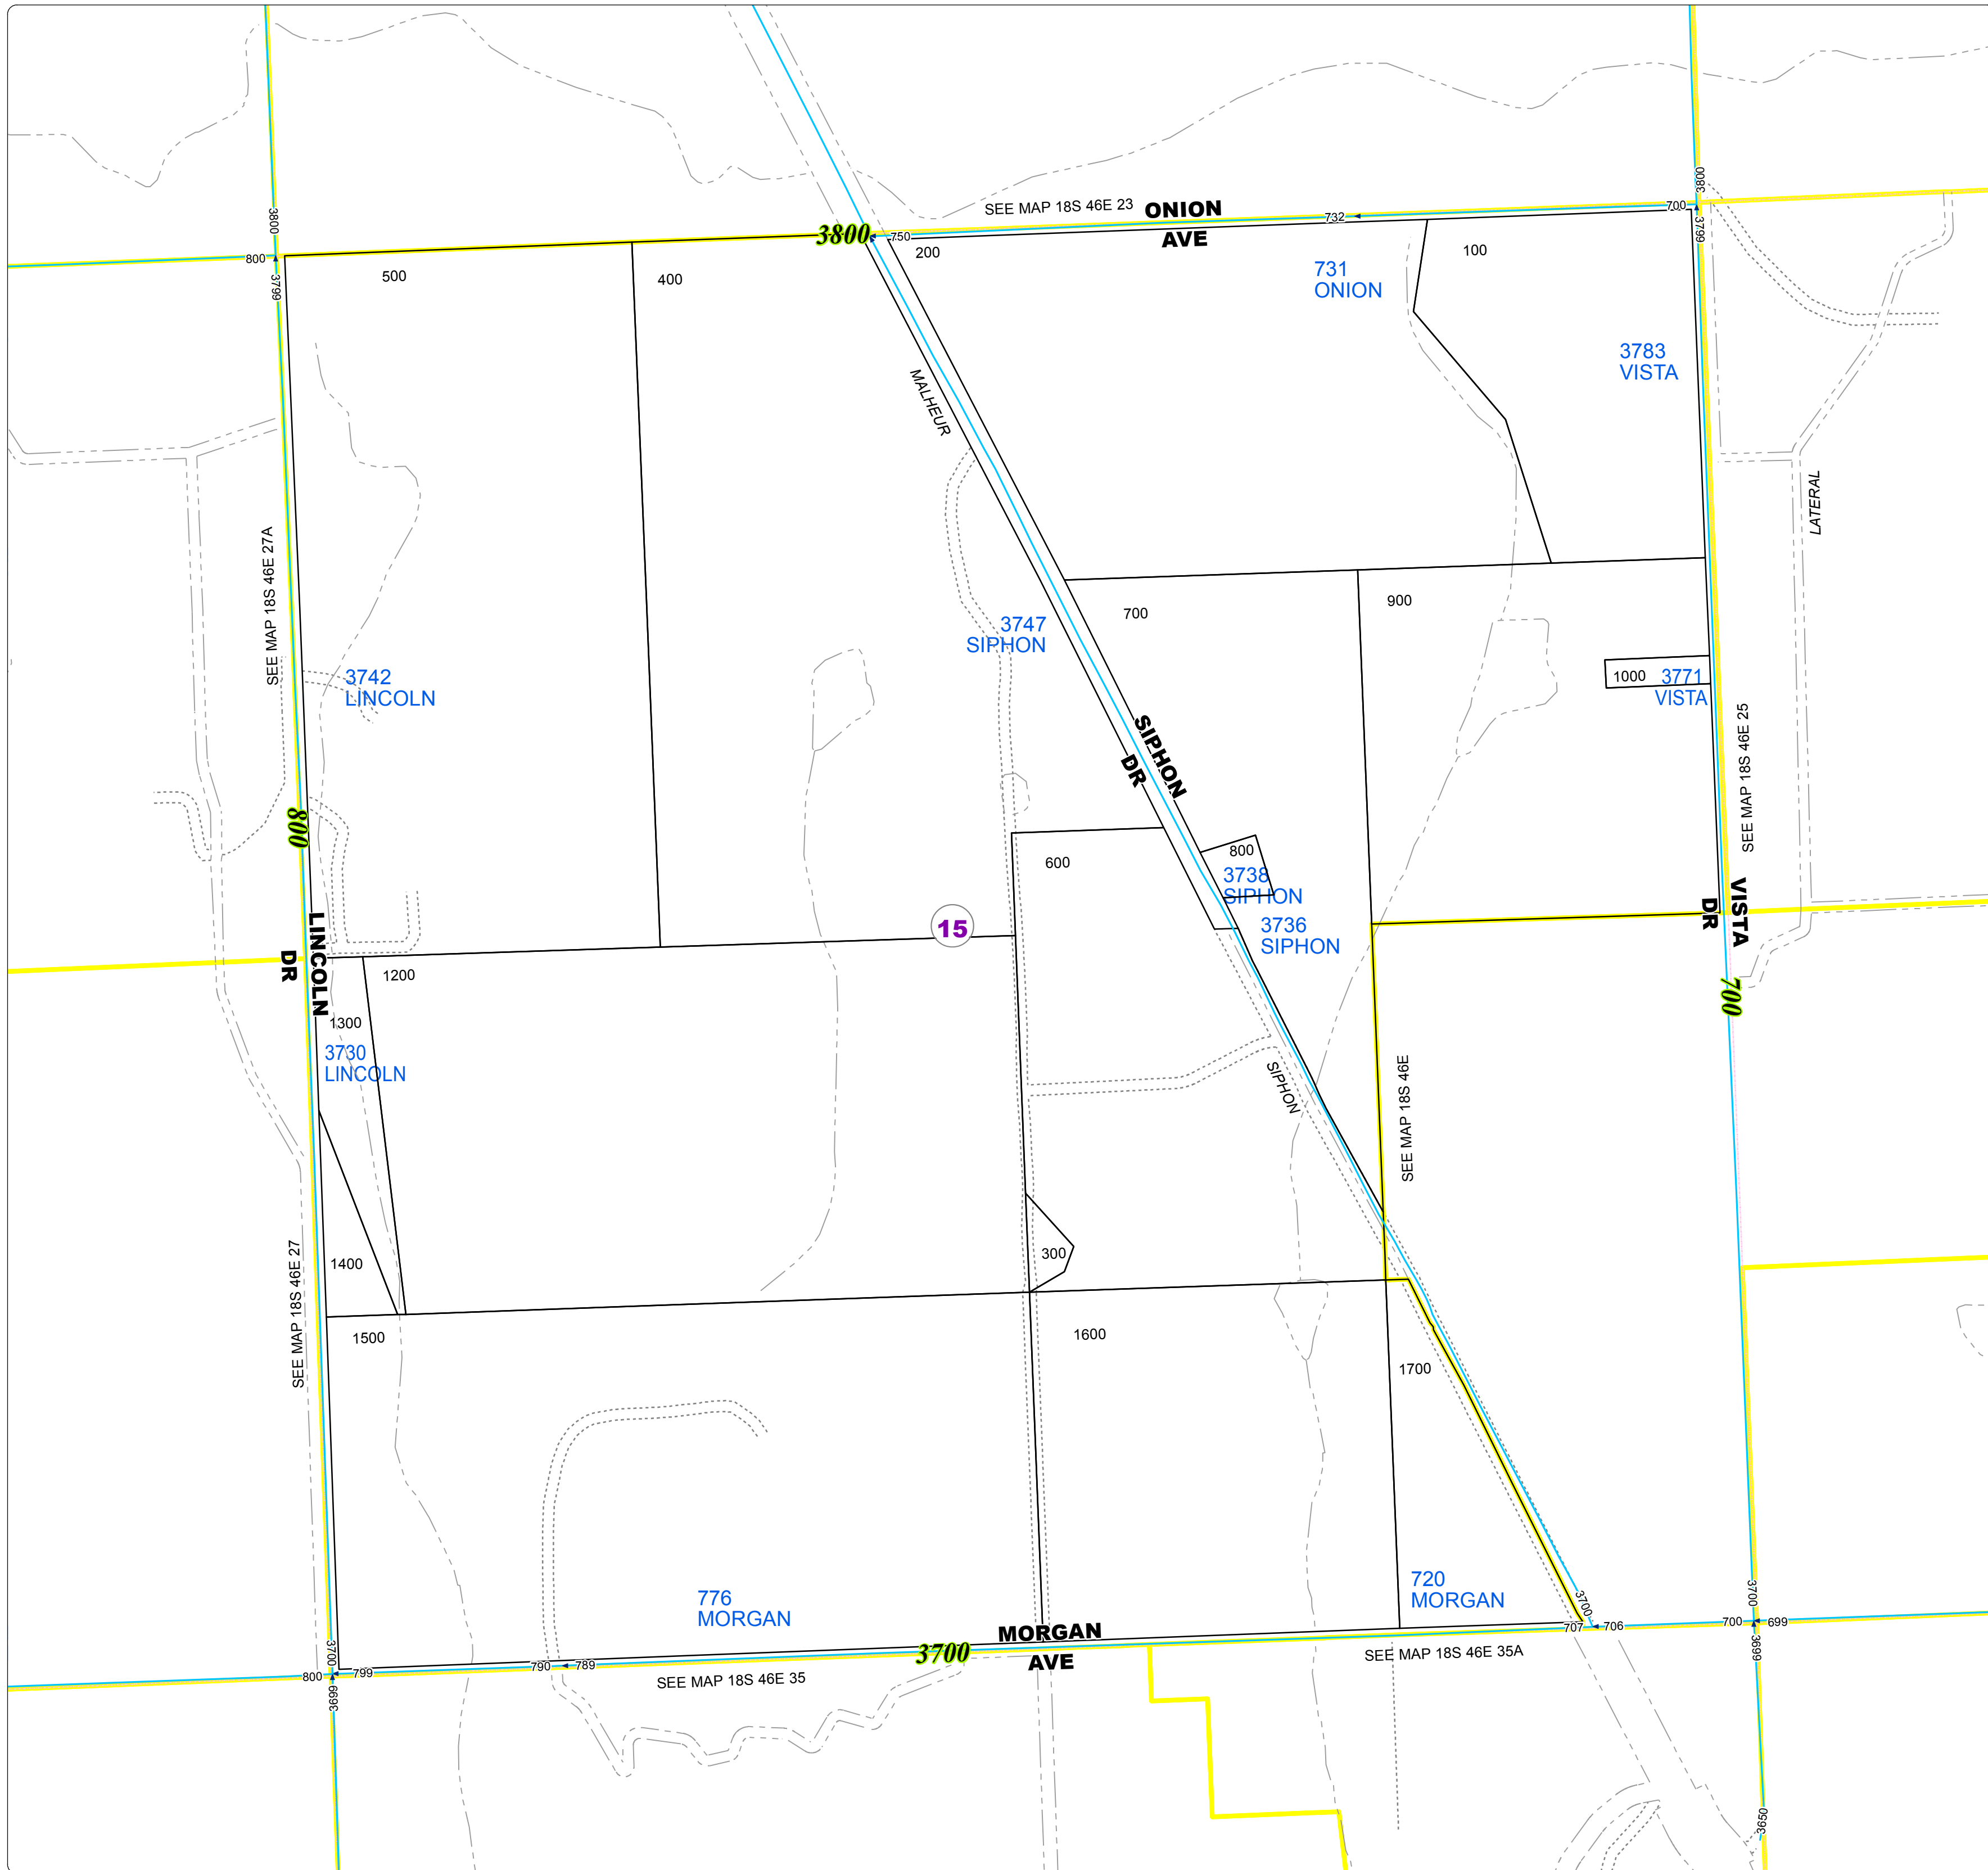 SEE MAP 18S 46E 23
ONION
AVE
3800
3800
700
732
750
3800
800
3799
3799
500
400
200
100
731
ONION
3783
VISTA
MALHEUR
LATERAL
SEE MAP 18S 46E 27A
3742
LINCOLN
3747
SIPHON
700
900
1000
3771
VISTA
SEE MAP 18S 46E 25
SIPHON
DR
800
600
800
3738
SIPHON
3736
SIPHON
15
VISTA
DR
700
LINCOLN
DR
1200
1300
3730
LINCOLN
SIPHON
SEE MAP 18S 46E
300
1400
SEE MAP 18S 46E 27
1500
1600
1700
776
MORGAN
720
MORGAN
MORGAN
AVE
3700
3700
3700
3700
707
706
700
699
3699
800
799
790
789
3699
SEE MAP 18S 46E 35
SEE MAP 18S 46E 35A
3650